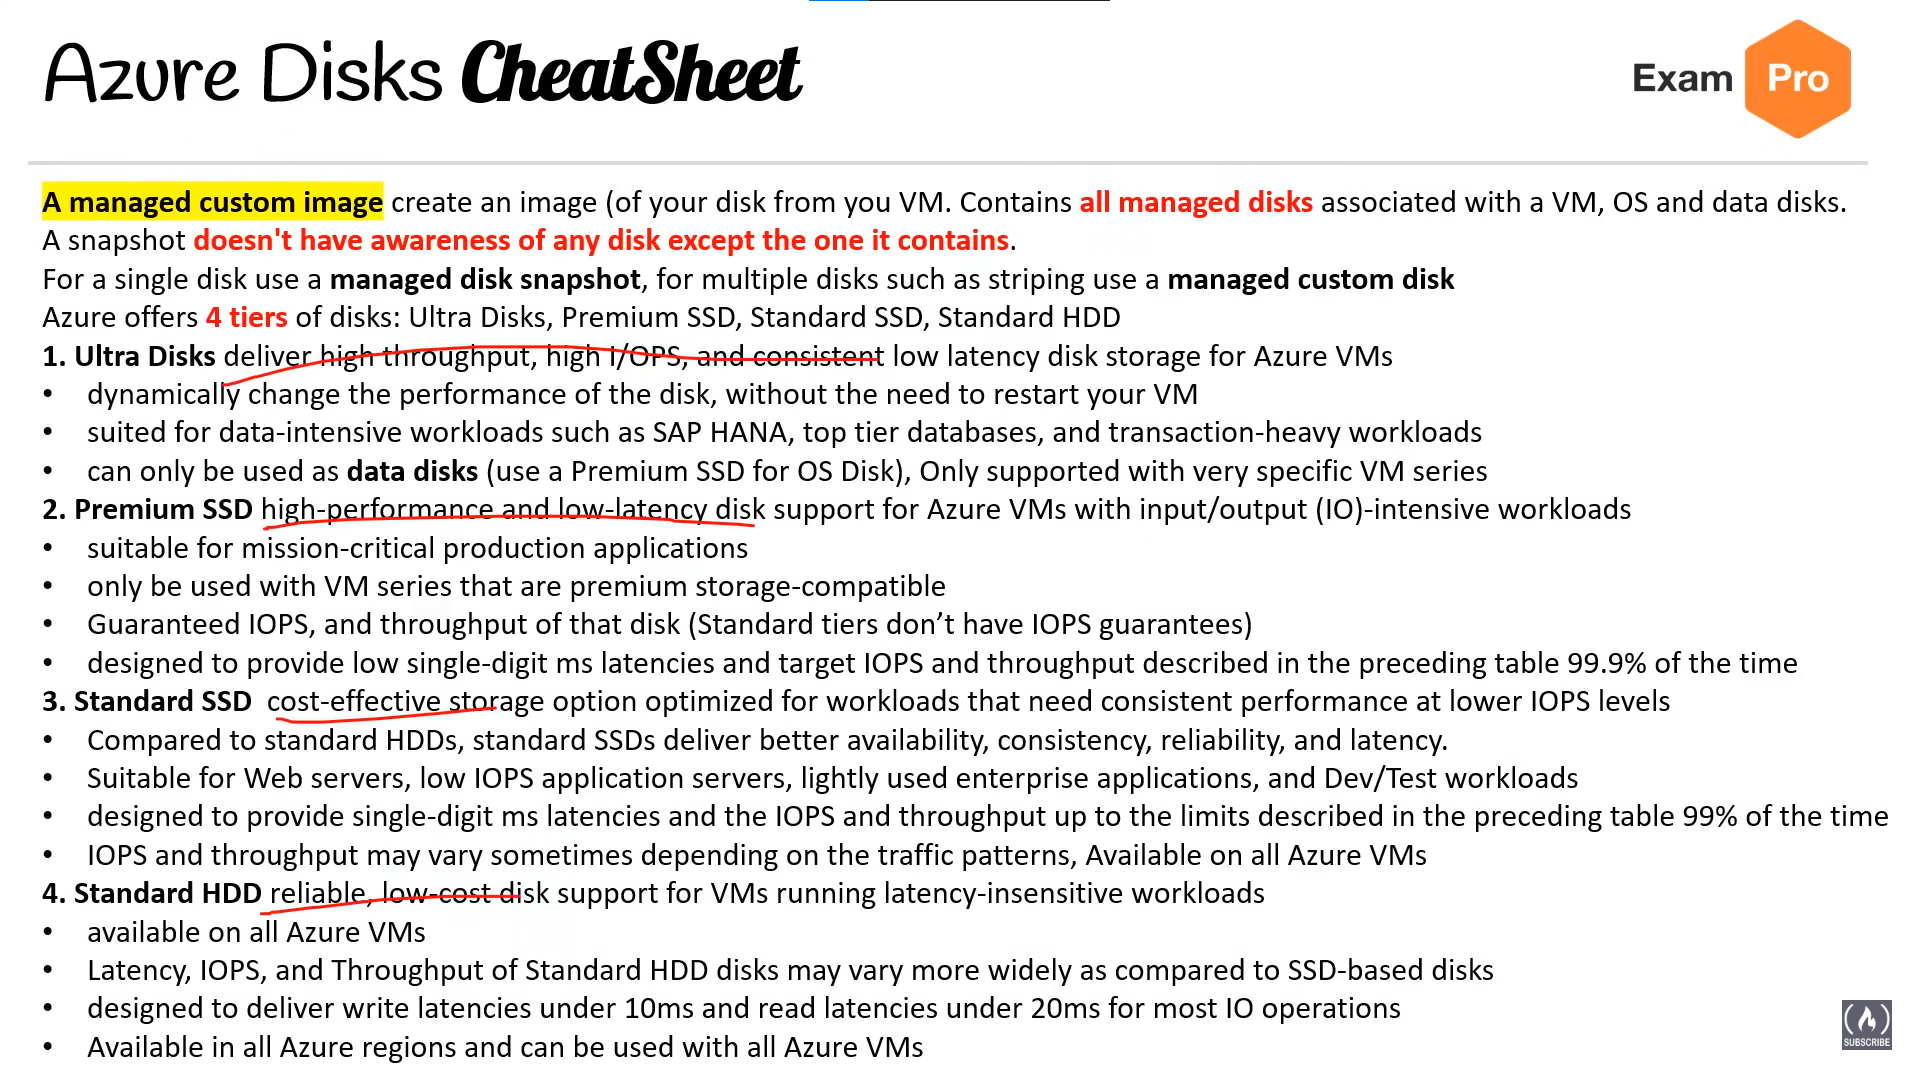 Azure Disks CheatSheet
Exam Pro
A managed custom image create an image (of your disk from you VM. Contains all managed disks associated with a VM, OS and data disks.
A snapshot doesn't have awareness of any disk except the one it contains.
For a single disk use a managed disk snapshot, for multiple disks such as striping use a managed custom disk
Azure offers 4 tiers of disks: Ultra Disks, Premium SSD, Standard SSD, Standard HDD
1. Ultra Disks deliver high throughput, high I/OPS, and consistent low latency disk storage for Azure VMs
• dynamically change the performance of the disk, without the need to restart your VM
• suited for data-intensive workloads such as SAP HANA, top tier databases, and transaction-heavy workloads
• can only be used as data disks (use a Premium SSD for OS Disk), Only supported with very specific VM series
2. Premium SSD high-performance and low-latency disk support for Azure VMs with input/output (IO)-intensive workloads
• suitable for mission-critical production applications
• only be used with VM series that are premium storage-compatible
• Guaranteed IOPS, and throughput of that disk (Standard tiers don’t have IOPS guarantees)
• designed to provide low single-digit ms latencies and target IOPS and throughput described in the preceding table 99.9% of the time
3. Standard SSD cost-effective storage option optimized for workloads that need consistent performance at lower IOPS levels
• Compared to standard HDDs, standard SSDs deliver better availability, consistency, reliability, and latency.
• Suitable for Web servers, low IOPS application servers, lightly used enterprise applications, and Dev/Test workloads
• designed to provide single-digit ms latencies and the IOPS and throughput up to the limits described in the preceding table 99% of the time
• IOPS and throughput may vary sometimes depending on the traffic patterns, Available on all Azure VMs
4. Standard HDD reliable, low-cost disk support for VMs running latency-insensitive workloads
• available on all Azure VMs
• Latency, IOPS, and Throughput of Standard HDD disks may vary more widely as compared to SSD-based disks
• designed to deliver write latencies under 10ms and read latencies under 20ms for most IO operations
• Available in all Azure regions and can be used with all Azure VMs
SUBSCRIBE